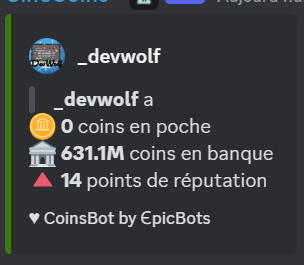 _devwolf
_devwolf a
0 coins en poche
631.1M coins en banque
14 points de réputation
♥ CoinsBot by ЄpicBots